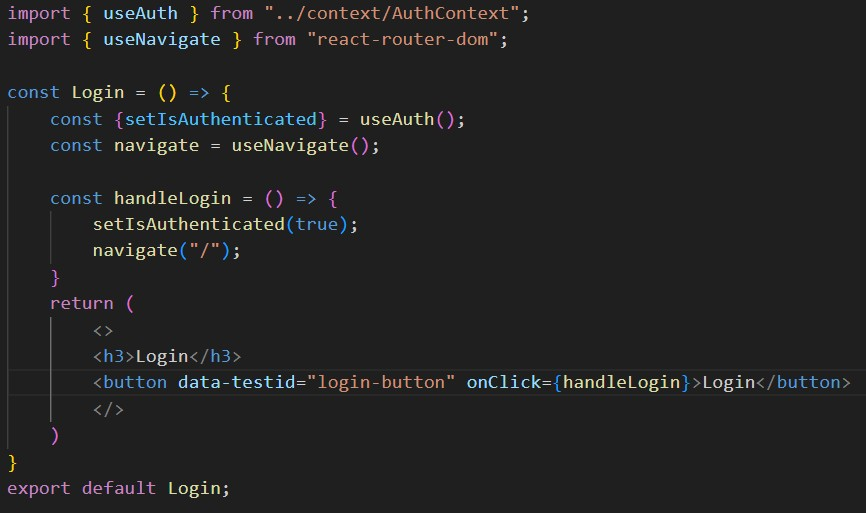 import { useAuth } from "../context/AuthContext";
import { useNavigate } from "react-router-dom";

const Login = () => {
    const {setIsAuthenticated} = useAuth();
    const navigate = useNavigate();

    const handleLogin = () => {
        setIsAuthenticated(true);
        navigate("/");
    }
    return (
        <>
        <h3>Login</h3>
        <button data-testid="login-button" onClick={handleLogin}>Login</button>
        </>
    )
}
export default Login;